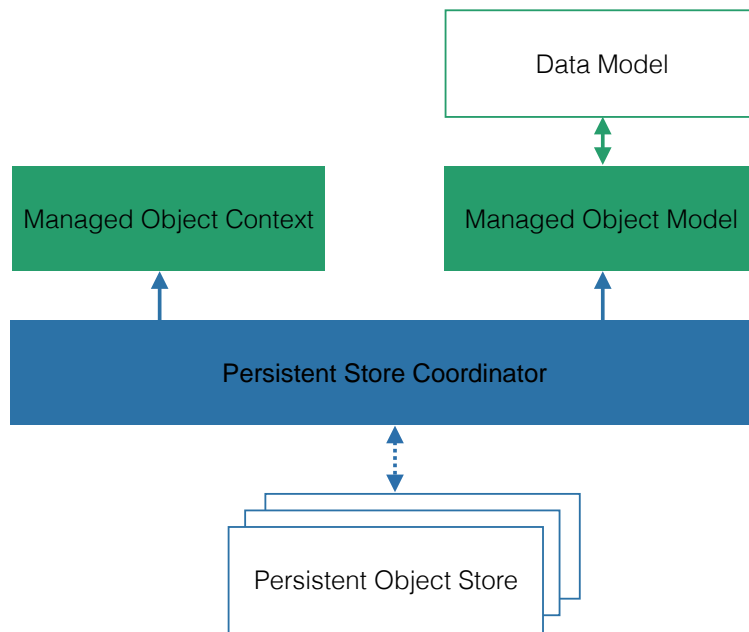 Data Model
Managed Object Context
Managed Object Model
Persistent Store Coordinator
Persistent Object Store